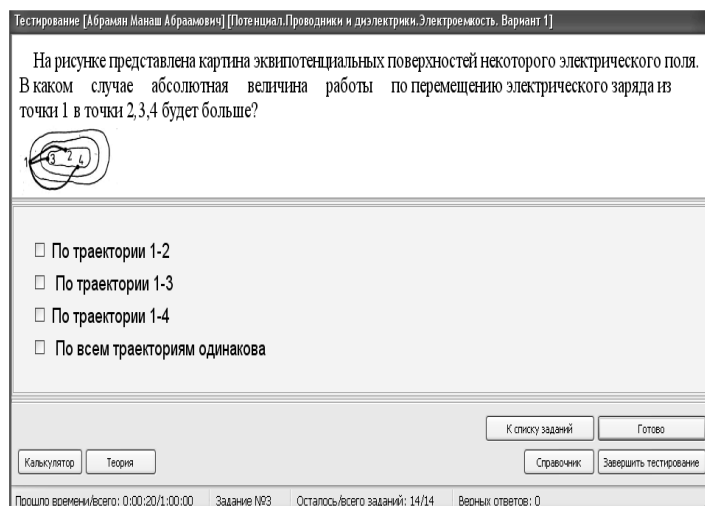 Тестирование [Абрамян Манаш Абраамович] [Потенциал.Проводники и диэлектрики.Электроемкость. Вариант 1]
На рисунке представлена картина эквипотенциальных поверхностей некоторого электрического поля.
В каком случае абсолютная величина работы по перемещению электрического заряда из
точки 1 в точки 2,3,4 будет больше?
1 3 2 4
По траектории 1-2
По траектории 1-3
По траектории 1-4
По всем траекториям одинакова
К списку заданий Готово
Калькулятор Теория Справочник Завершить тестирование
Прошло времени/всего: 0:00:20/1:00:00 Задание №3 Осталось/всего заданий: 14/14 Верных ответов: 0